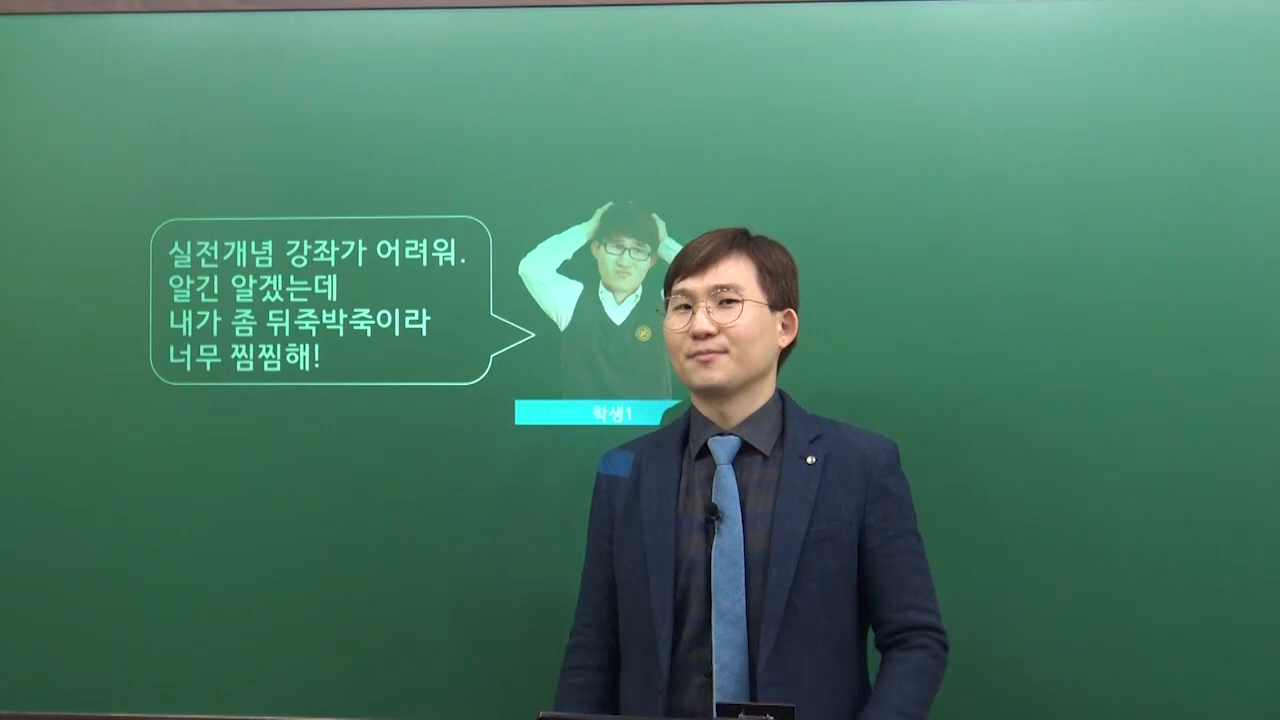 실전개념 강좌가 어려워.
알긴 알겠는데
내가 좀 뒤죽박죽이라
너무 찜찜해!
학생1